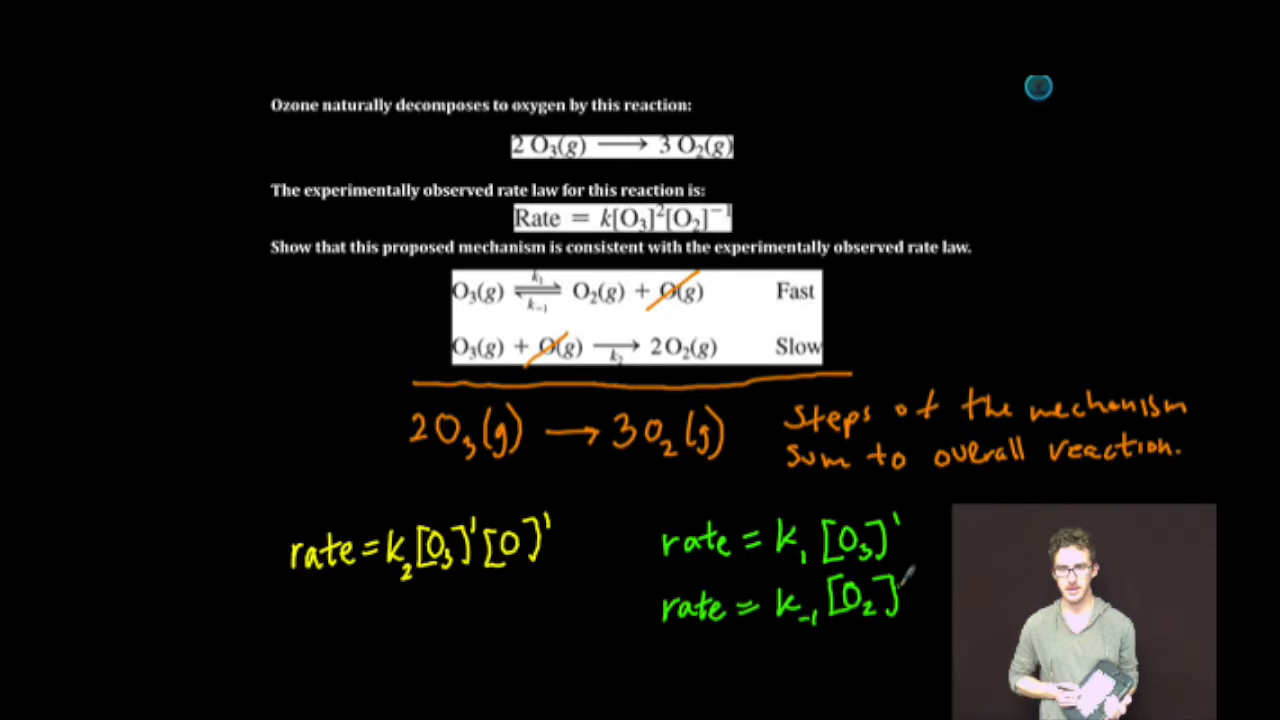 Ozone naturally decomposes to oxygen by this reaction:
2 O₃(g) ⟶ 3 O₂(g)
The experimentally observed rate law for this reaction is:
Rate = k[O₃]²[O₂]⁻¹
Show that this proposed mechanism is consistent with the experimentally observed rate law.
O₃(g) ⇌ O₂(g) + O(g) Fast
k₁
k₋₁
O₃(g) + O(g) ⟶ 2 O₂(g) Slow
k₂
2O₃(g) ⟶ 3O₂(g)
Steps of the mechanism
sum to overall reaction.
rate = k₂[O₃]¹[O]¹
rate = k₁[O₃]¹
rate = k₋₁[O₂]